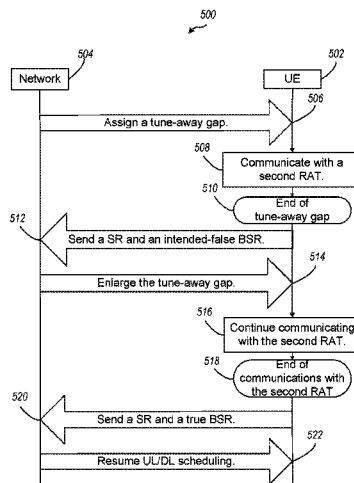 500
504
502
Network
UE
506
Assign a tune-away gap.
508
Communicate with a
second RAT.
510
End of
tune-away gap
512
Send a SR and an intended-false BSR.
514
Enlarge the tune-away gap.
516
Continue communicating
with the second RAT.
518
End of
communications with
the second RAT
520
Send a SR and a true BSR.
522
Resume UL/DL scheduling.